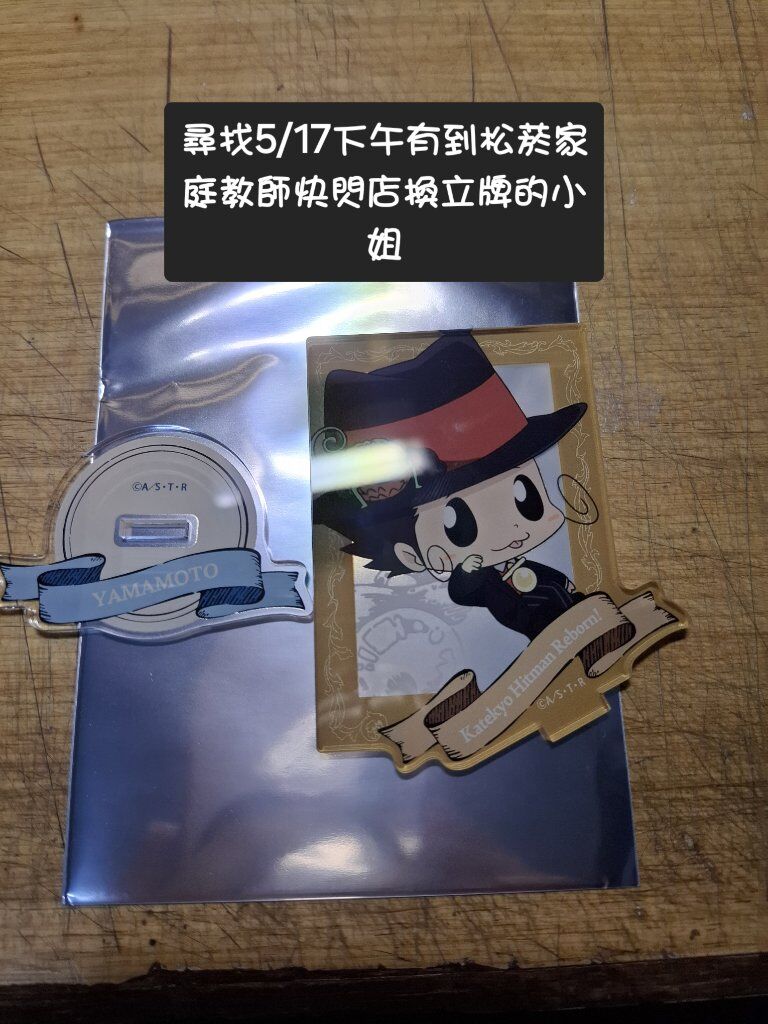 尋找5/17下午有到松菸家
庭教師快閃店換立牌的小
姐
©A/S・T・R
YAMAMOTO
Katekyo Hitman Reborn!
©A/S・T・R